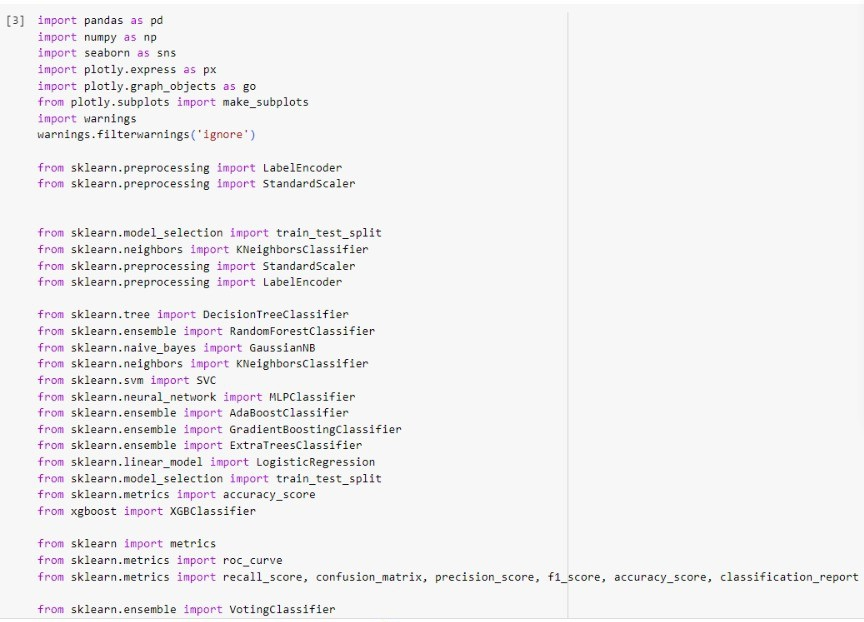 [3] import pandas as pd
import numpy as np
import seaborn as sns
import plotly.express as px
import plotly.graph_objects as go
from plotly.subplots import make_subplots
import warnings
warnings.filterwarnings('ignore')
from sklearn.preprocessing import LabelEncoder
from sklearn.preprocessing import StandardScaler
from sklearn.model_selection import train_test_split
from sklearn.neighbors import KNeighborsClassifier
from sklearn.preprocessing import StandardScaler
from sklearn.preprocessing import LabelEncoder
from sklearn.tree import DecisionTreeClassifier
from sklearn.ensemble import RandomForestClassifier
from sklearn.naive_bayes import GaussianNB
from sklearn.neighbors import KNeighborsClassifier
from sklearn.svm import SVC
from sklearn.neural_network import MLPClassifier
from sklearn.ensemble import AdaBoostClassifier
from sklearn.ensemble import GradientBoostingClassifier
from sklearn.ensemble import ExtraTreesClassifier
from sklearn.linear_model import LogisticRegression
from sklearn.model_selection import train_test_split
from sklearn.metrics import accuracy_score
from xgboost import XGBClassifier
from sklearn import metrics
from sklearn.metrics import roc_curve
from sklearn.metrics import recall_score, confusion_matrix, precision_score, f1_score, accuracy_score, classification_report
from sklearn.ensemble import VotingClassifier